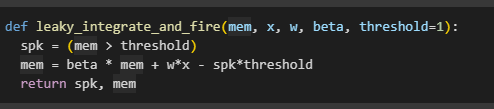 def leaky_integrate_and_fire(mem, x, w, beta, threshold=1):
  spk = (mem > threshold)
  mem = beta * mem + w*x - spk*threshold
  return spk, mem